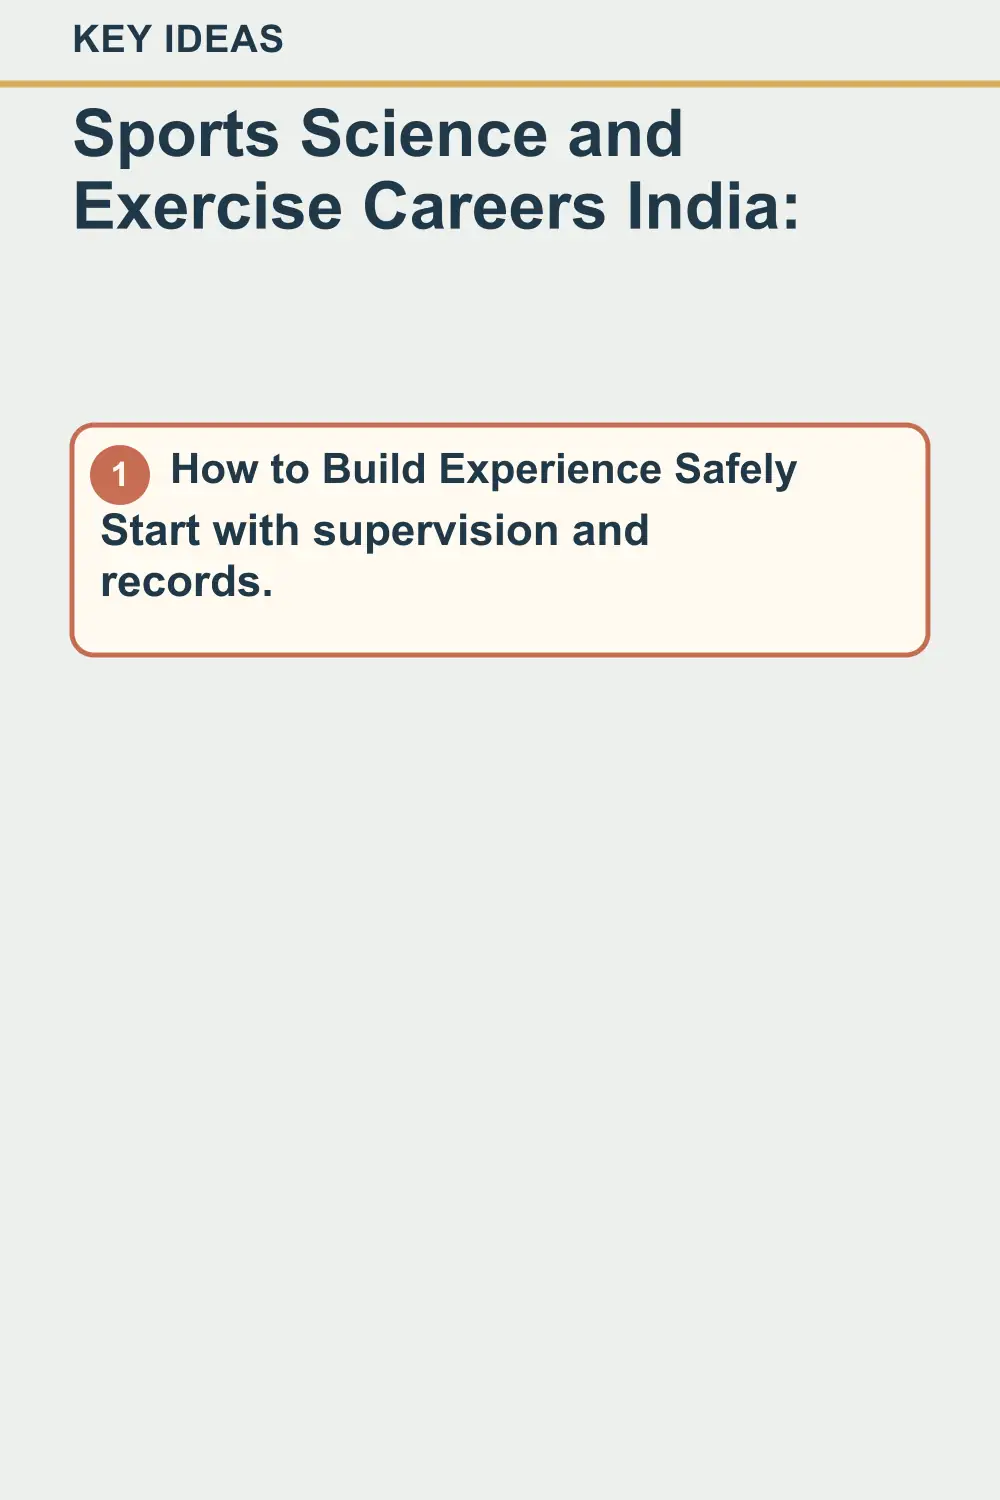 KEY IDEAS
Sports Science and
Exercise Careers India:
1 How to Build Experience Safely
Start with supervision and
records.